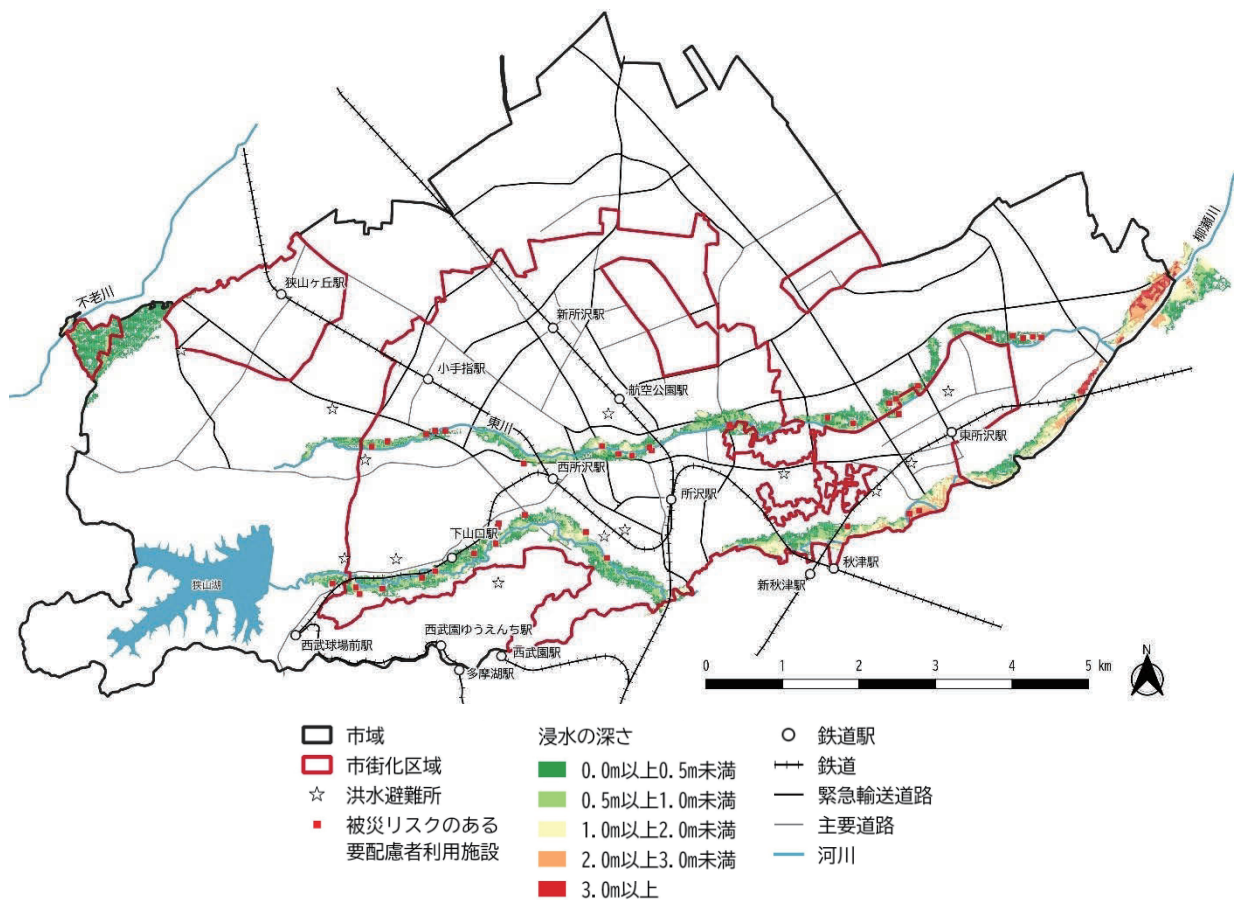 柳瀬川
不老川
狭山ヶ丘駅
新所沢駅
小手指駅
航空公園駅
東川
東所沢駅
西所沢駅
所沢駅
下山口駅
狭山湖
秋津駅
新秋津駅
西武園ゆうえんち駅
西武球場前駅
西武園駅
多摩湖駅
0 1 2 3 4 5 km
N
市域
市街化区域
洪水避難所
被災リスクのある
要配慮者利用施設
浸水の深さ
0.0m以上0.5m未満
0.5m以上1.0m未満
1.0m以上2.0m未満
2.0m以上3.0m未満
3.0m以上
鉄道駅
鉄道
緊急輸送道路
主要道路
河川